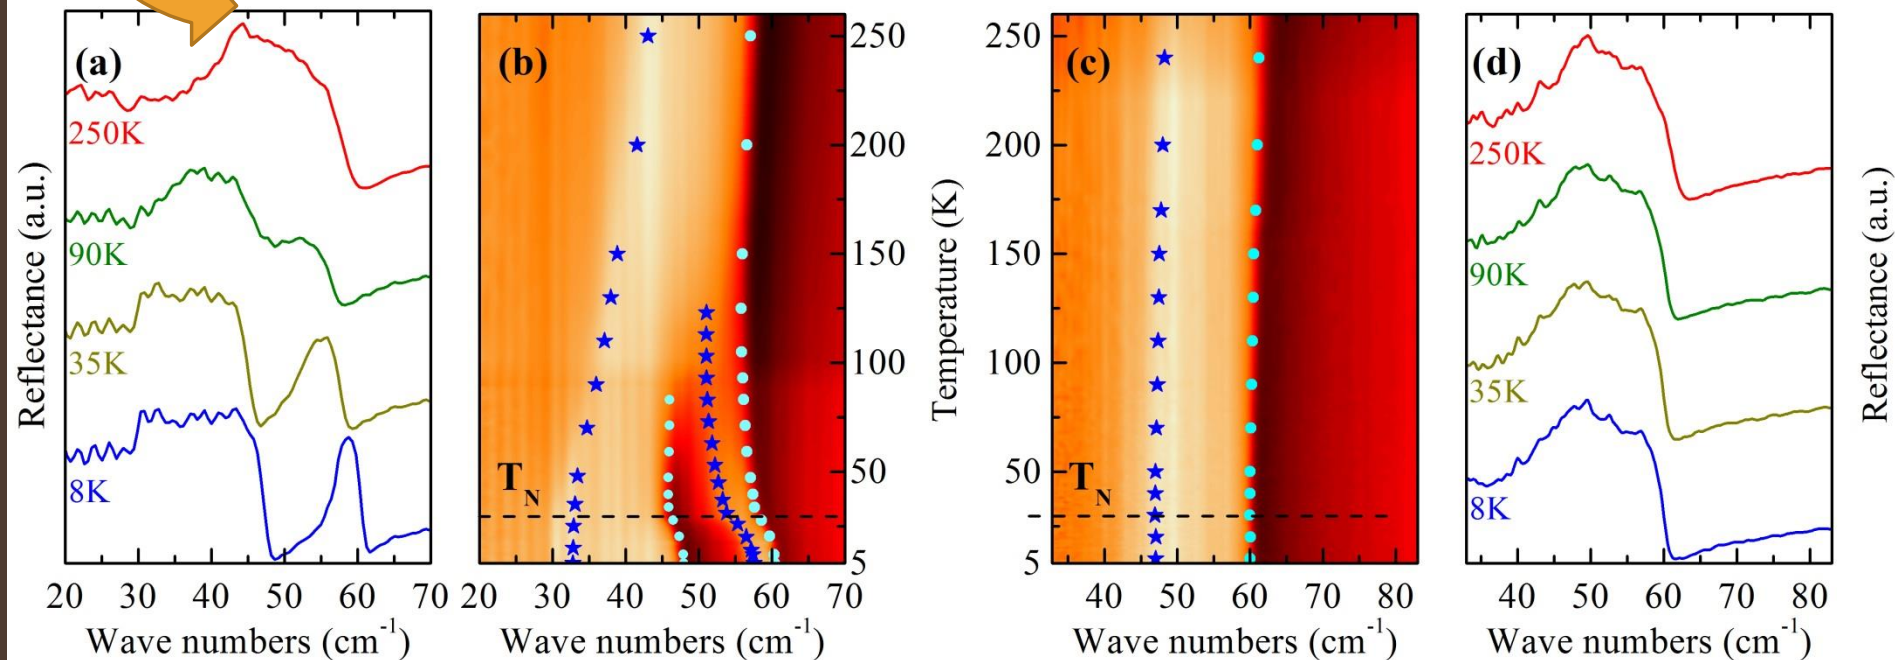 (a)
250K
90K
35K
8K
Reflectance (a.u.)
20 30 40 50 60 70
Wave numbers (cm-1)
(b)
TN
250
200
150
100
50
5
Temperature (K)
20 30 40 50 60 70
Wave numbers (cm-1)
(c)
TN
250
200
150
100
50
5
40 50 60 70 80
Wave numbers (cm-1)
(d)
250K
90K
35K
8K
Reflectance (a.u.)
40 50 60 70 80
Wave numbers (cm-1)